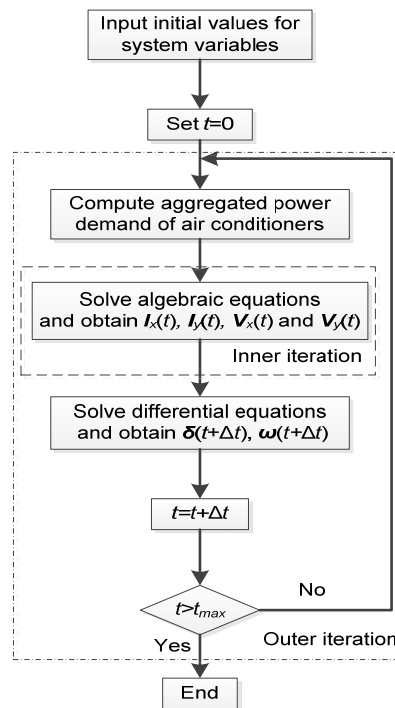 Input initial values for
system variables
Set t=0
Compute aggregated power
demand of air conditioners
Solve algebraic equations
and obtain Ix(t), Iy(t), Vx(t) and Vy(t)
Inner iteration
Solve differential equations
and obtain δ(t+Δt), ω(t+Δt)
t=t+Δt
t>tmax
No
Yes
Outer iteration
End